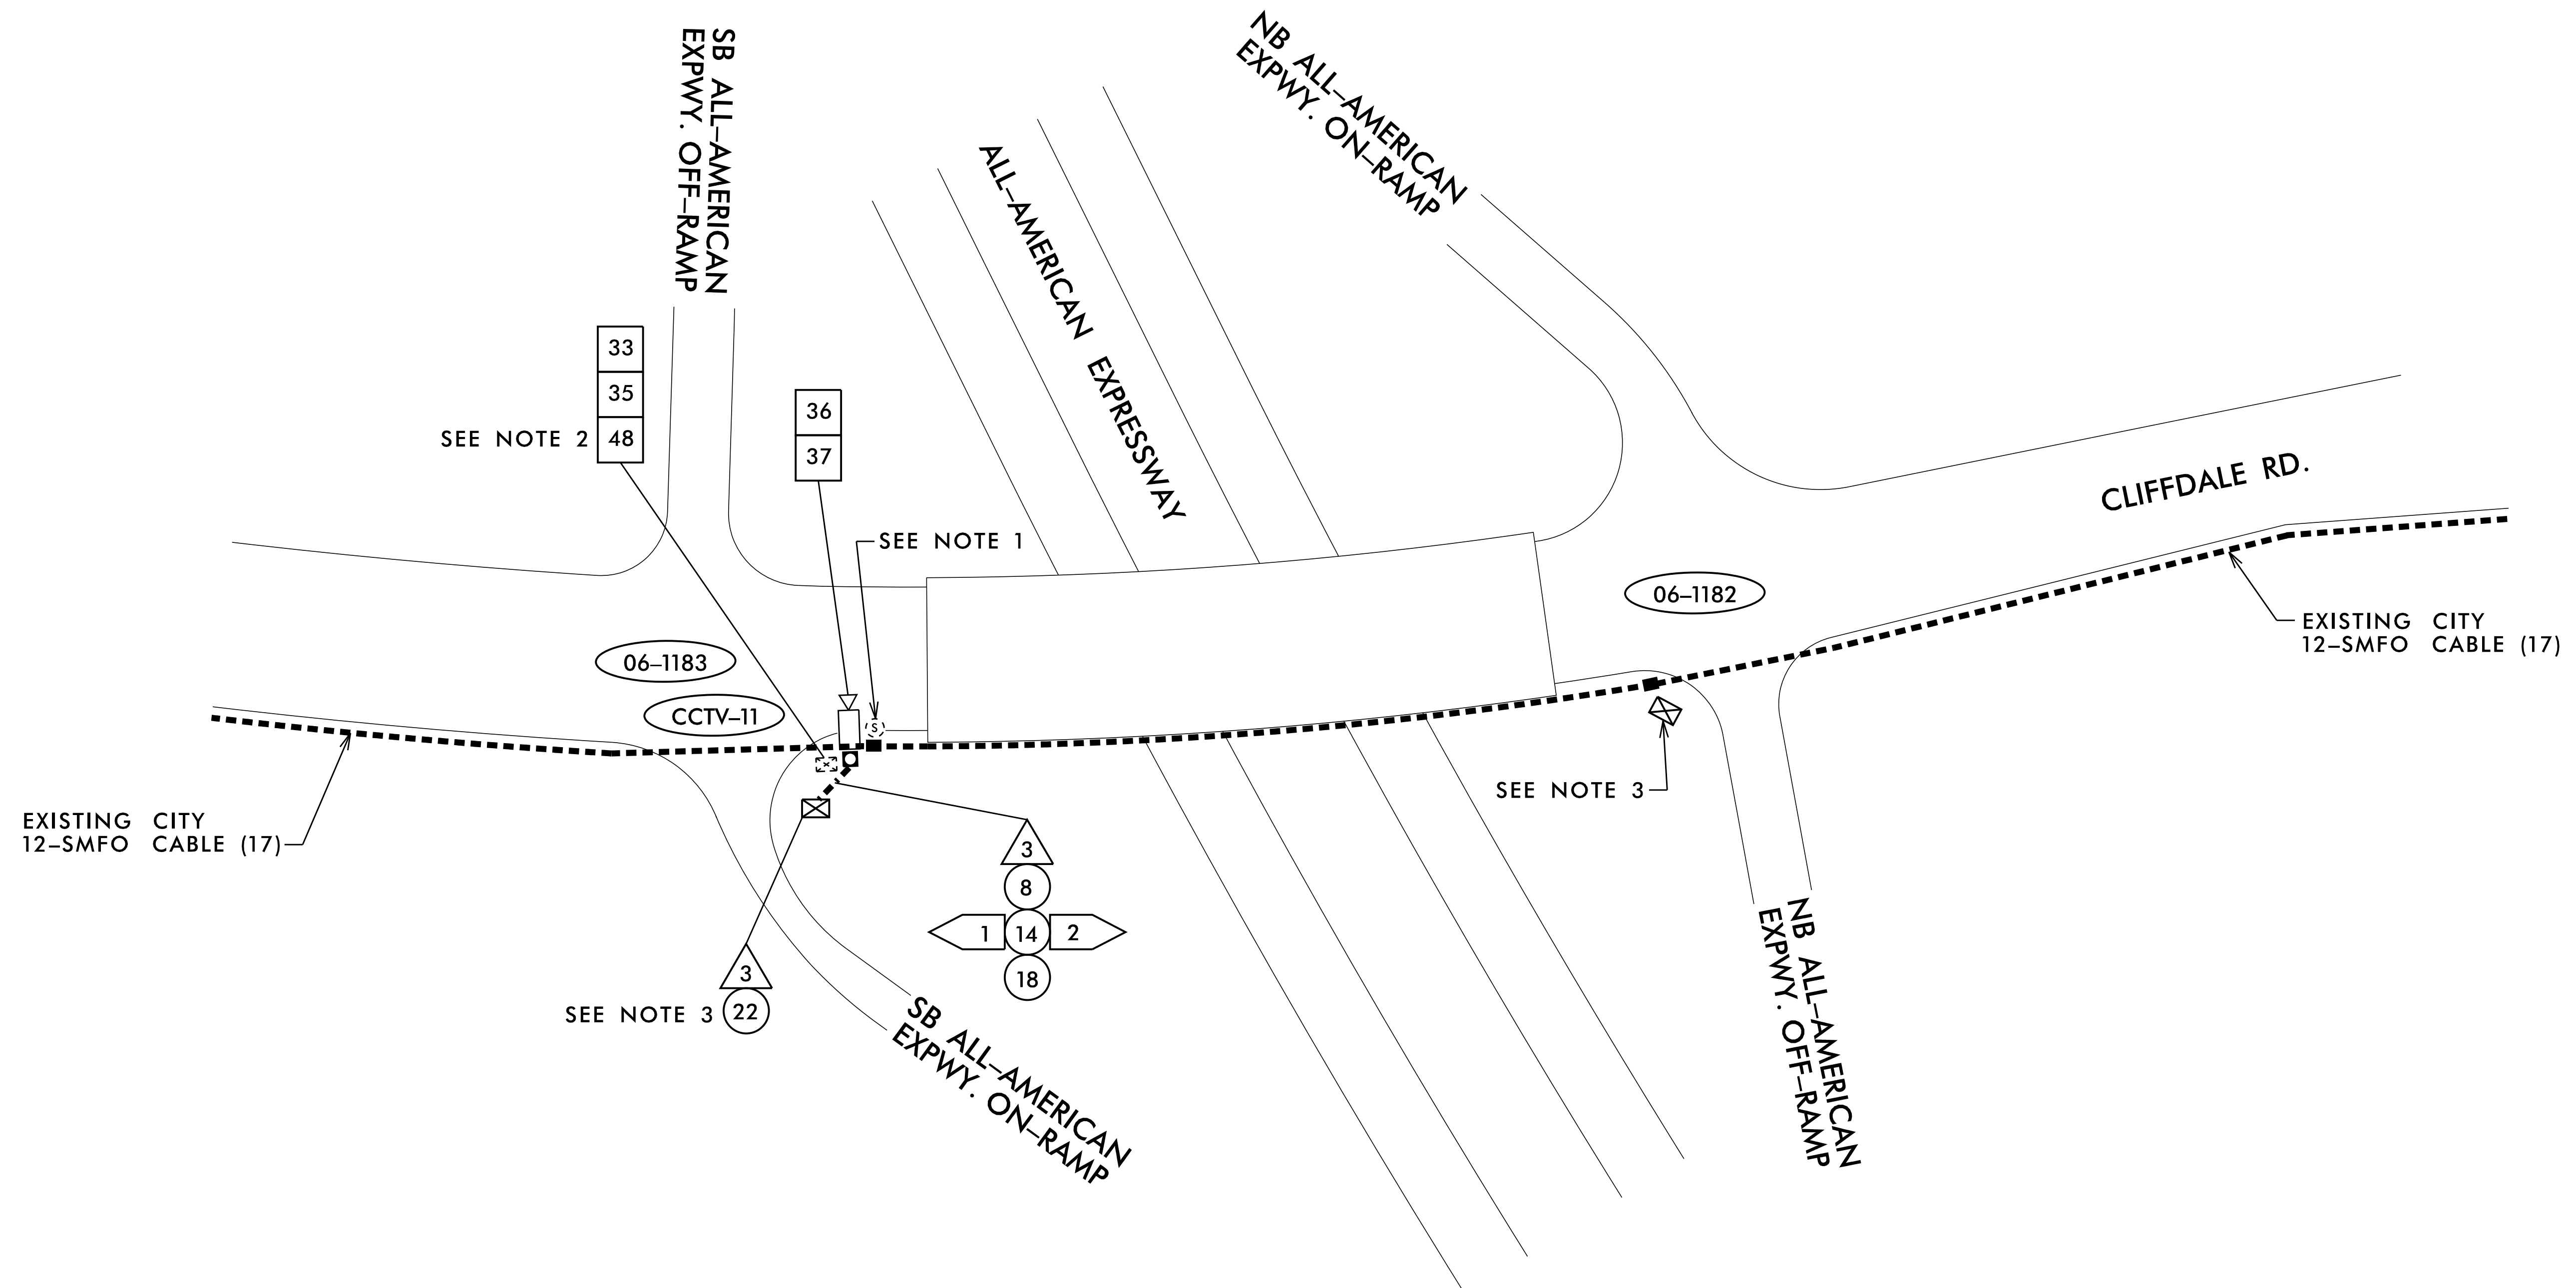 SB ALL–AMERICAN
EXPWY. OFF–RAMP
NB ALL–AMERICAN
EXPWY. ON–RAMP
ALL–AMERICAN EXPRESSWAY
33
35
SEE NOTE 2 48
36
37
SEE NOTE 1
CLIFFDALE RD.
06–1182
EXISTING CITY
12–SMFO CABLE (17)
06–1183
CCTV–11
S
SEE NOTE 3
EXISTING CITY
12–SMFO CABLE (17)
3
8
1 14 2
18
3
SEE NOTE 3 22
SB ALL–AMERICAN
EXPWY. ON–RAMP
NB ALL–AMERICAN
EXPWY. OFF–RAMP